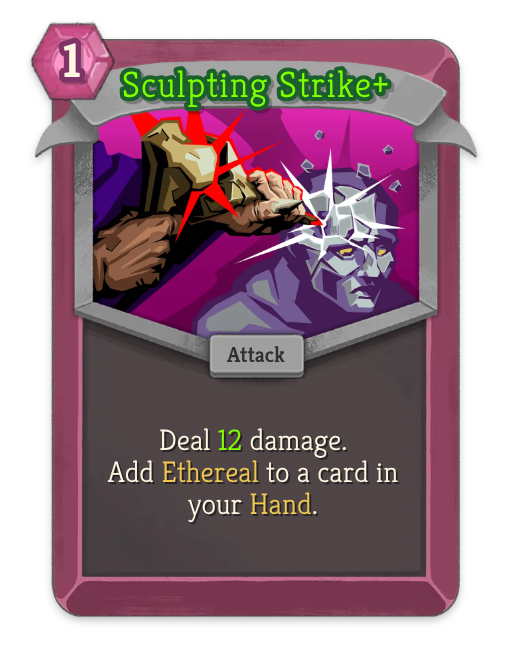 1
Sculpting Strike+
Attack
Deal 12 damage.
Add Ethereal to a card in
your Hand.